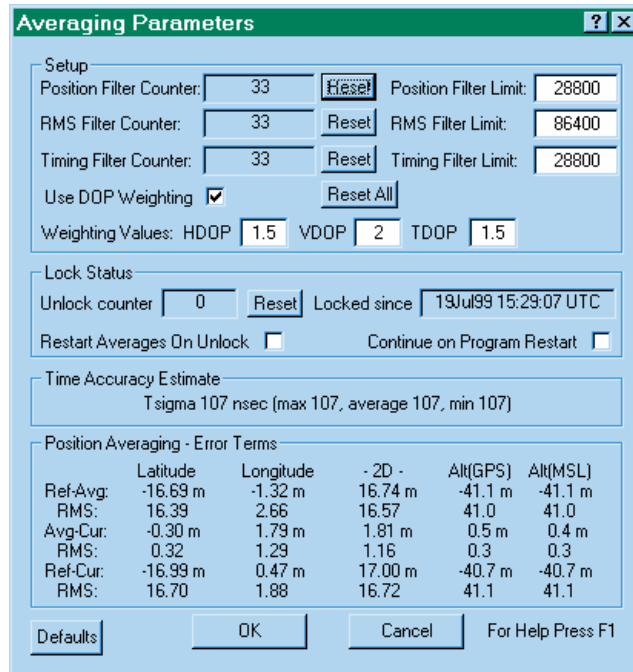 Averaging Parameters ? ×
Setup
Position Filter Counter: 33 Reset Position Filter Limit: 28800
RMS Filter Counter: 33 Reset RMS Filter Limit: 86400
Timing Filter Counter: 33 Reset Timing Filter Limit: 28800
Use DOP Weighting Reset All
Weighting Values: HDOP 1.5 VDOP 2 TDOP 1.5
Lock Status
Unlock counter 0 Reset Locked since 19Jul99 15:29:07 UTC
Restart Averages On Unlock Continue on Program Restart
Time Accuracy Estimate
Tsigma 107 nsec (max 107, average 107, min 107)
Position Averaging - Error Terms
Latitude Longitude - 2D - Alt(GPS) Alt(MSL)
Ref-Avg: -16.69 m -1.32 m 16.74 m -41.1 m -41.1 m
RMS: 16.39 2.66 16.57 41.0 41.0
Avg-Cur: -0.30 m 1.79 m 1.81 m 0.5 m 0.4 m
RMS: 0.32 1.29 1.16 0.3 0.3
Ref-Cur: -16.99 m 0.47 m 17.00 m -40.7 m -40.7 m
RMS: 16.70 1.88 16.72 41.1 41.1
Defaults OK Cancel For Help Press F1